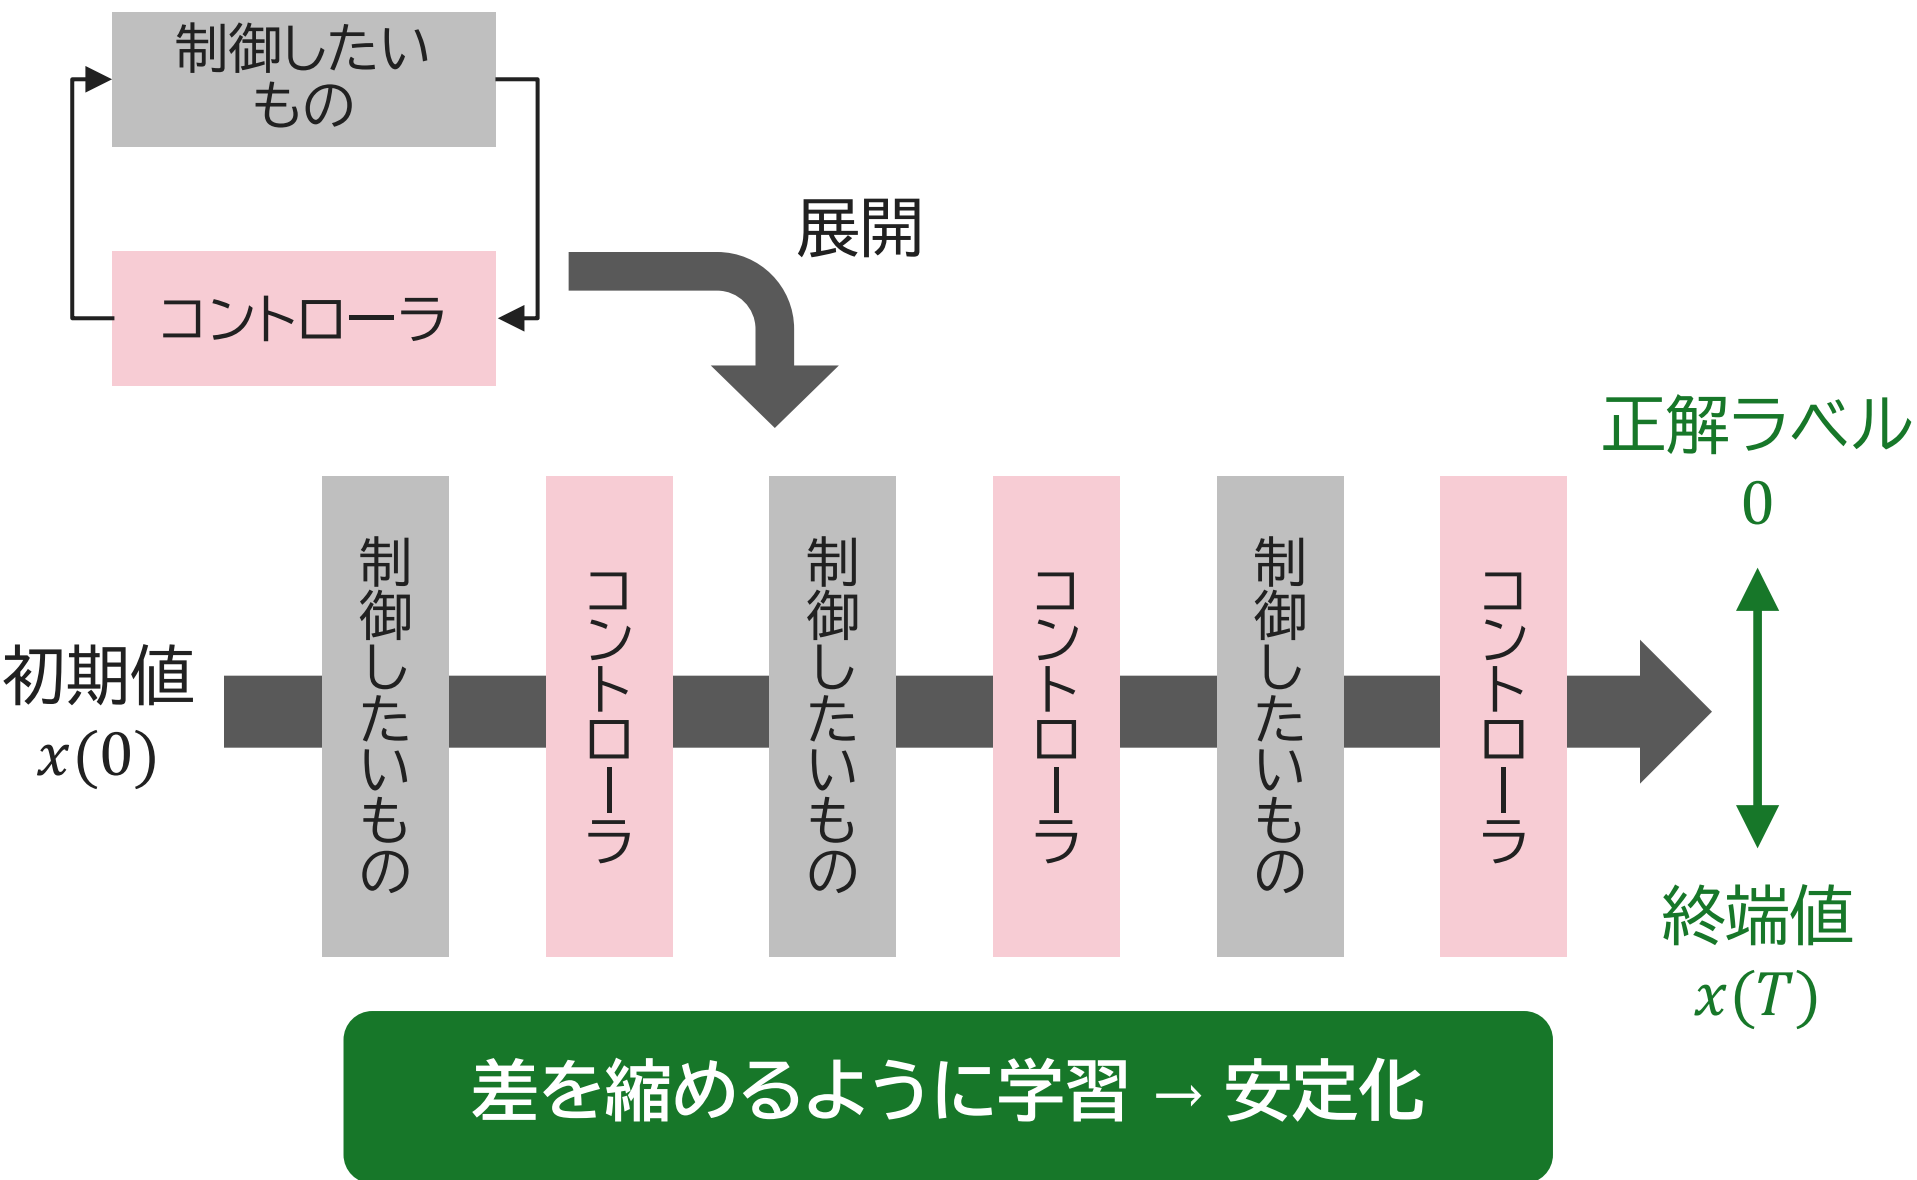 制御したい
もの
コントローラ
展開
正解ラベル
0
初期値
x(0)
制御したいもの
コントローラ
制御したいもの
コントローラ
制御したいもの
コントローラ
終端値
x(T)
差を縮めるように学習 → 安定化